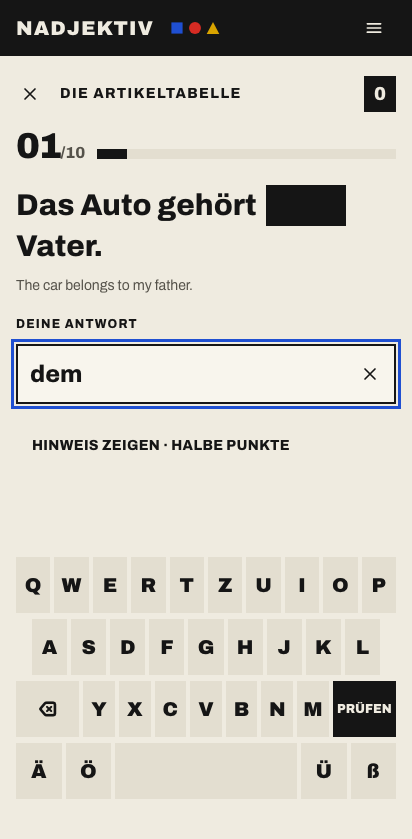 NADJEKTIV
DIE ARTIKELTABELLE
0
01/10
Das Auto gehört
Vater.
The car belongs to my father.
DEINE ANTWORT
dem
HINWEIS ZEIGEN · HALBE PUNKTE
Q W E R T Z U I O P
A S D F G H J K L
Y X C V B N M PRÜFEN
Ä Ö Ü ß